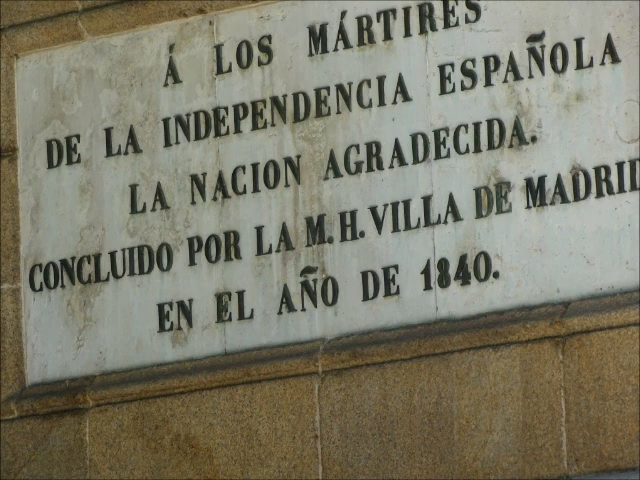 Á LOS MÁRTIRES
DE LA INDEPENDENCIA ESPAÑOLA
LA NACION AGRADECIDA.
CONCLUIDO POR LA M. H. VILLA DE MADRID
EN EL AÑO DE 1840.